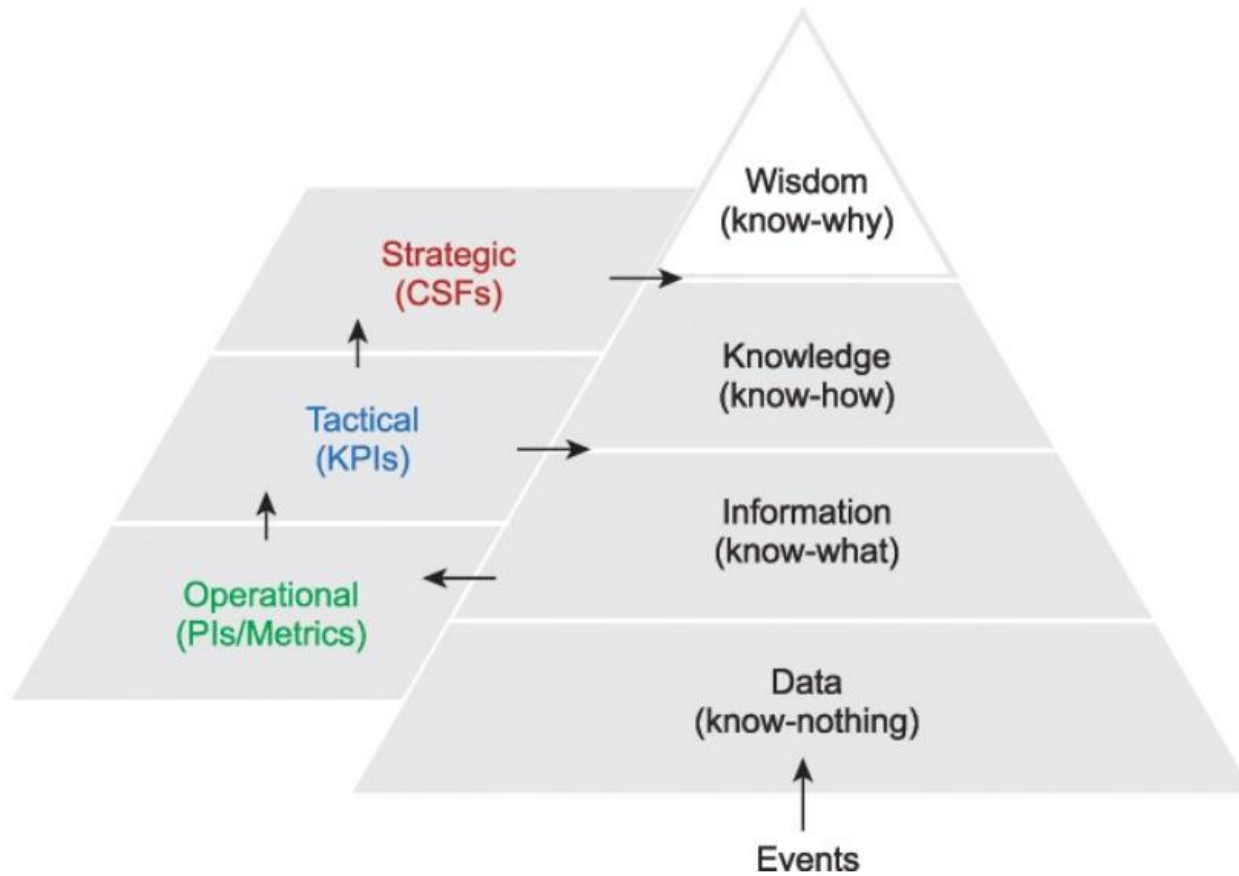 Wisdom
(know-why)
Strategic
(CSFs)
Knowledge
(know-how)
Tactical
(KPIs)
Information
(know-what)
Operational
(PIs/Metrics)
Data
(know-nothing)
Events